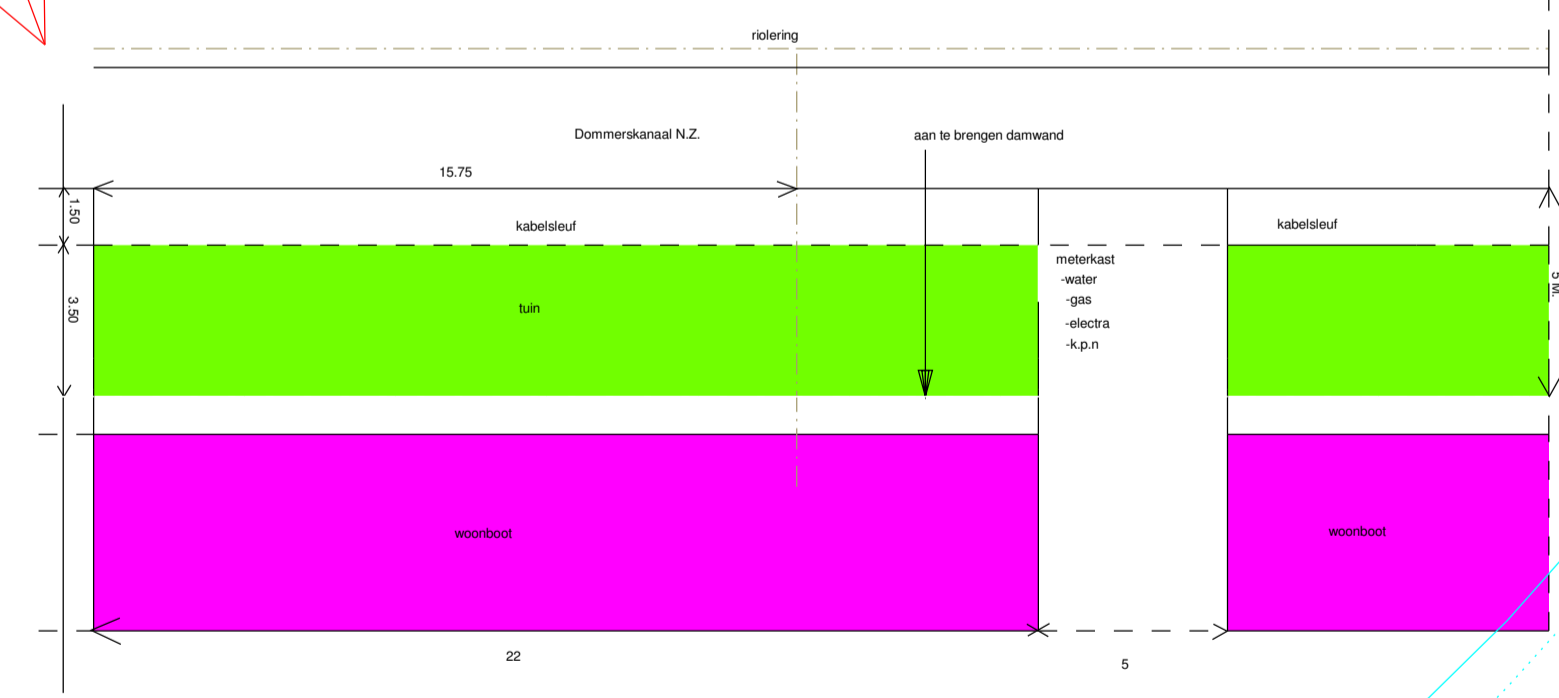 riolering
Dommerskanaal N.Z.
aan te brengen damwand
15.75
1.50
kabelsleuf
kabelsleuf
meterkast
-water
-gas
-electra
-k.p.n
3.50
tuin
5 M.
woonboot
woonboot
22
5